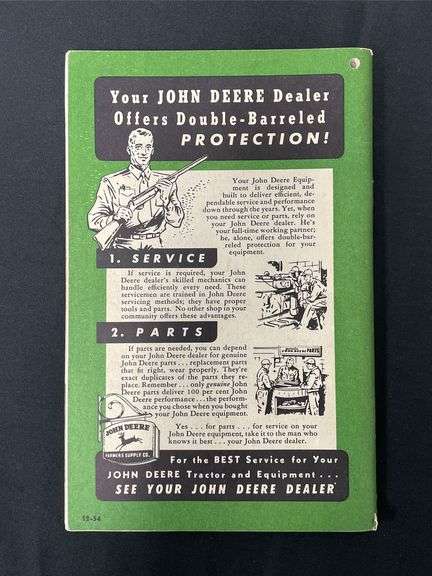 Your JOHN DEERE Dealer
Offers Double-Barreled
PROTECTION!
Your John Deere Equip-
ment is designed and
built to deliver efficient, de-
pendable service and performance
down through the years. Yet, when
you need service or parts, rely on
your John Deere dealer. He's
your full-time working partner;
he, alone, offers double-bar-
reled protection for your
equipment.
1. SERVICE
If service is required, your John
Deere dealer's skilled mechanics can
handle efficiently every need. These
servicemen are trained in John Deere
servicing methods; they have proper
tools and parts. No other shop in your
community offers these advantages.
2. PARTS
If parts are needed, you can depend
on your John Deere dealer for genuine
John Deere parts . . . replacement parts
that fit right, wear properly. They're
exact duplicates of the parts they re-
place. Remember . . . only genuine John
Deere parts deliver 100 per cent John
Deere performance . . . the perform-
ance you chose when you bought
your John Deere equipment.
Yes . . . for parts . . . for service on your
John Deere equipment, take it to the man who
knows it best . . . your John Deere dealer.
JOHN DEERE
FARMERS SUPPLY CO.
For the BEST Service for Your
JOHN DEERE Tractor and Equipment . . .
SEE YOUR JOHN DEERE DEALER